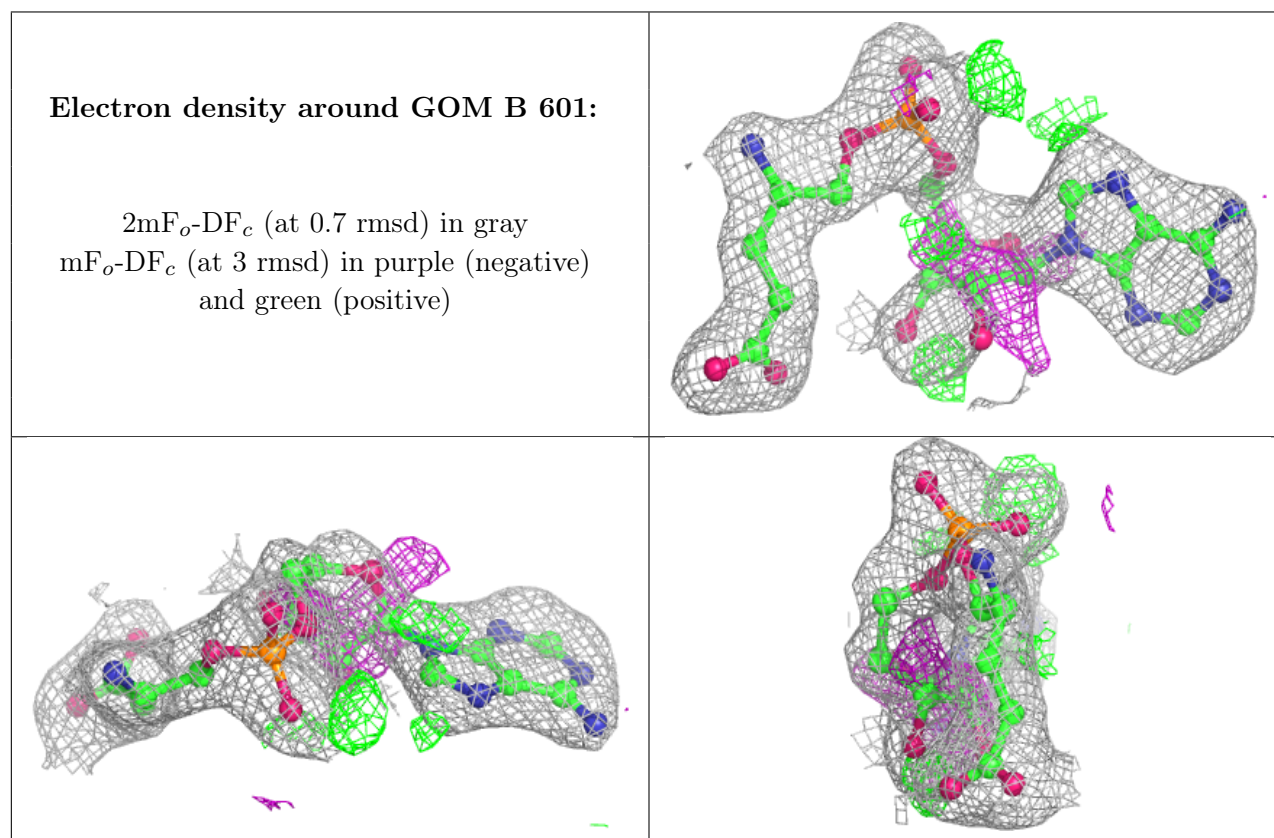 Electron density around GOM B 601:
2mFo-DFc (at 0.7 rmsd) in gray
mFo-DFc (at 3 rmsd) in purple (negative)
and green (positive)